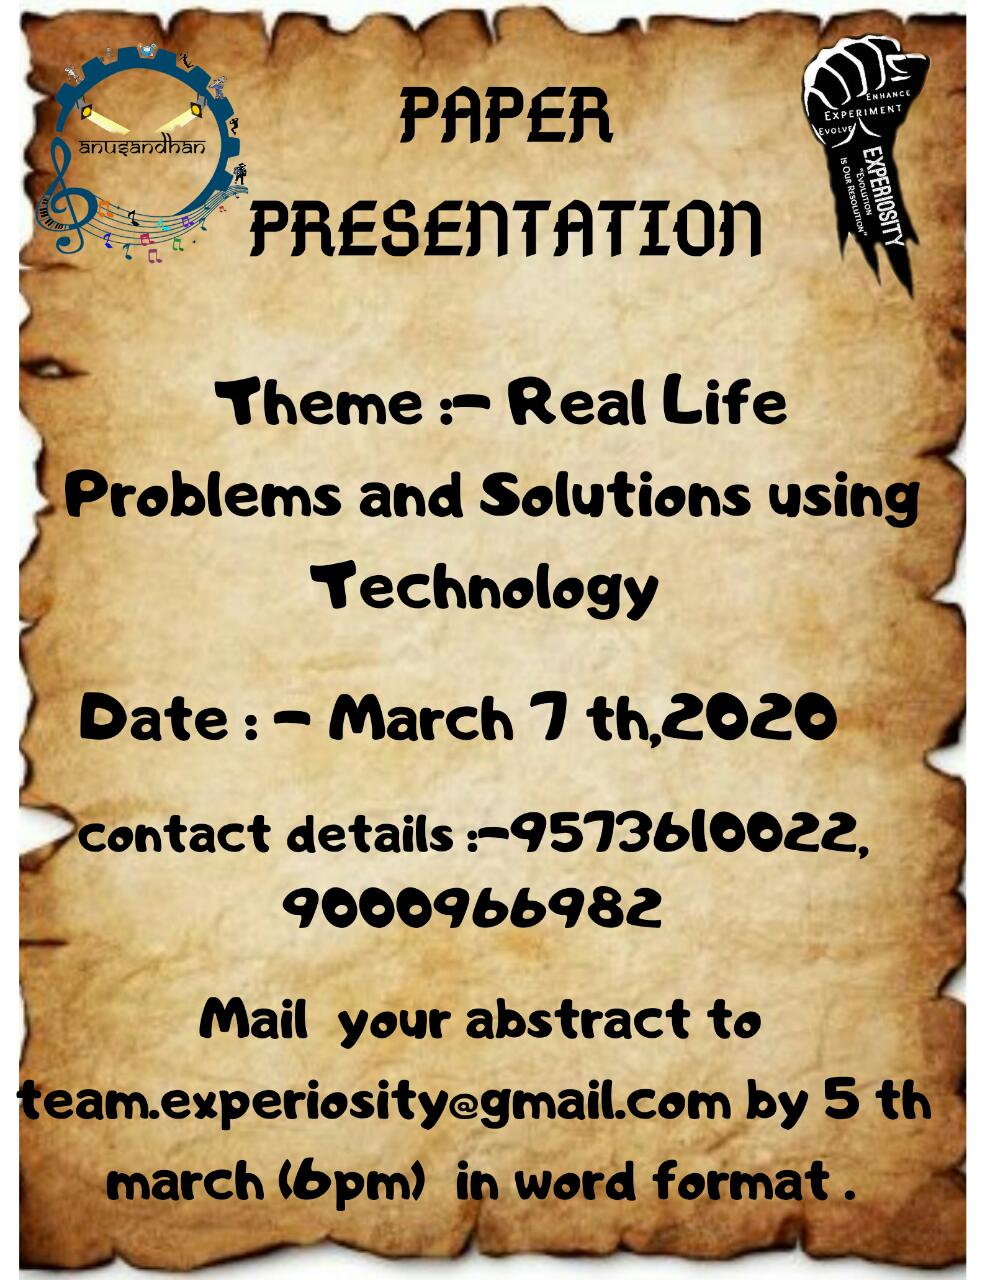 anusandhan
PAPER
PRESENTATION
ENHANCE
EXPERIMENT
EVOLVE
EXPERIOSITY
"EVOLUTION
IS OUR RESOLUTION"
Theme :- Real Life
Problems and Solutions using
Technology
Date : - March 7 th,2020
contact details :-9573610022,
9000966982
Mail your abstract to
team.experiosity@gmail.com by 5 th
march (6pm) in word format .